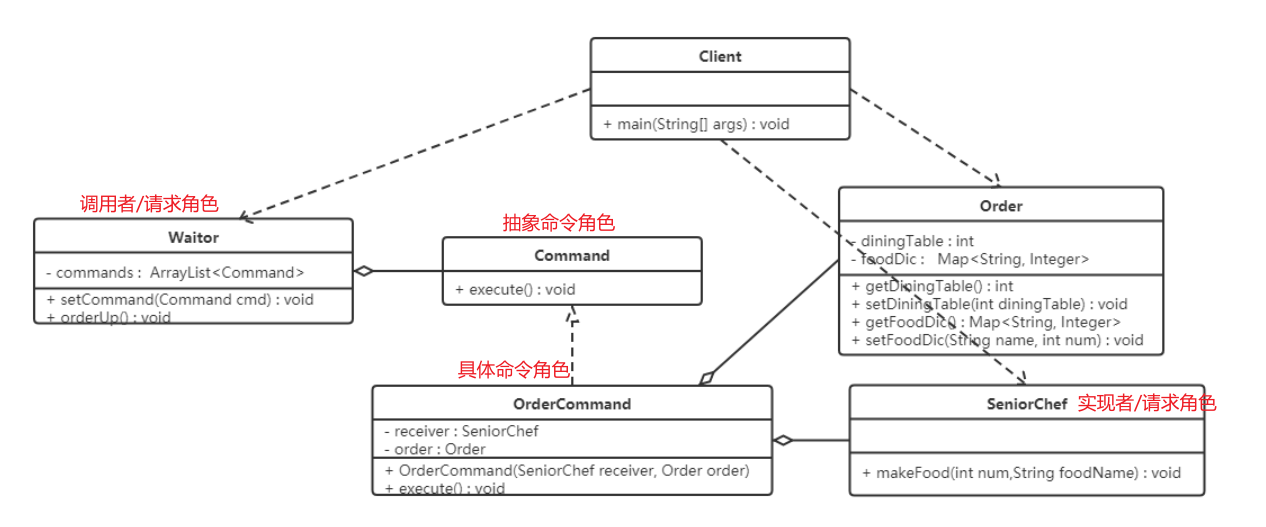 Client
+ main(String[] args) : void
调用者/请求角色
Waitor
- commands :  ArrayList<Command>
+ setCommand(Command cmd) : void
+ orderUp() : void
抽象命令角色
Command
+ execute() : void
Order
- diningTable : int
- foodDic :   Map<String, Integer>
+ getDiningTable() : int
+ setDiningTable(int diningTable) : void
+ getFoodDic() : Map<String, Integer>
+ setFoodDic(String name, int num) : void
具体命令角色
OrderCommand
- receiver : SeniorChef
- order : Order
+ OrderCommand(SeniorChef receiver, Order order)
+ execute() : void
SeniorChef 实现者/请求角色
+ makeFood(int num,String foodName) : void